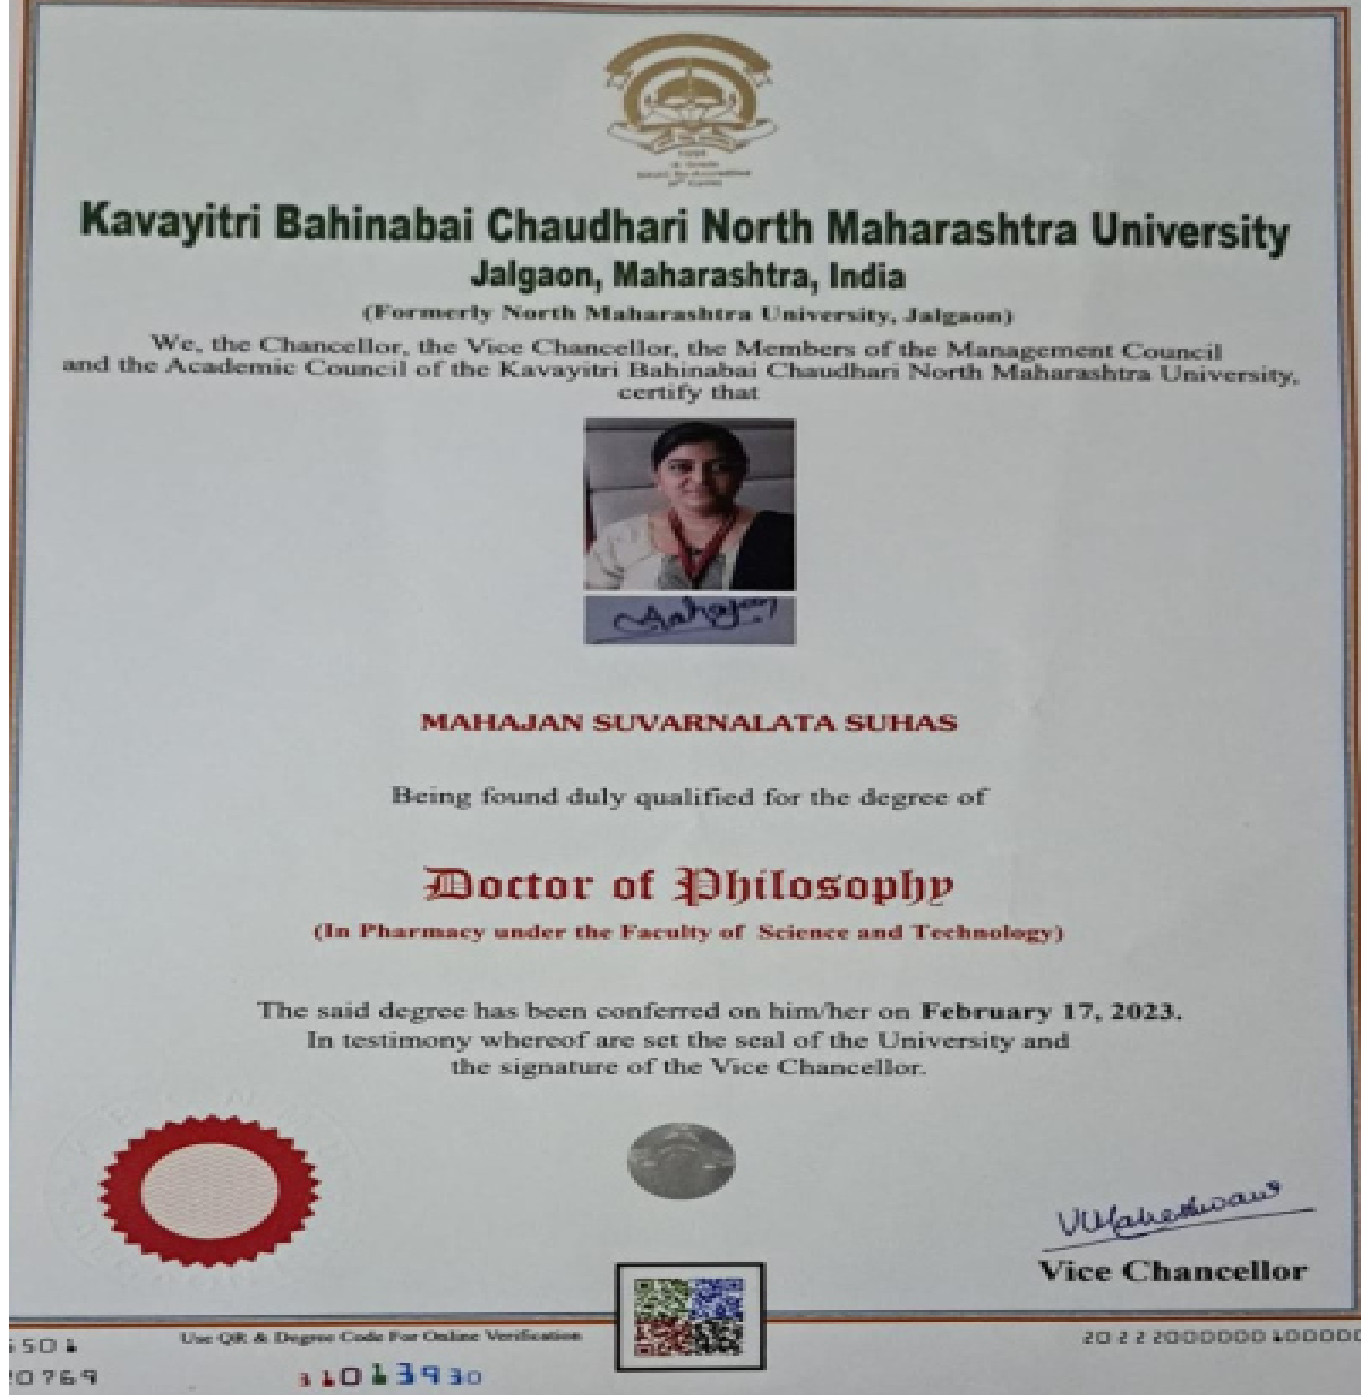 Kavayitri Bahinabai Chaudhari North Maharashtra University
Jalgaon, Maharashtra, India
(Formerly North Maharashtra University, Jalgaon)
We, the Chancellor, the Vice Chancellor, the Members of the Management Council
and the Academic Council of the Kavayitri Bahinabai Chaudhari North Maharashtra University,
certify that
MAHAJAN SUVARNALATA SUHAS
Being found duly qualified for the degree of
Doctor of Philosophy
(In Pharmacy under the Faculty of Science and Technology)
The said degree has been conferred on him/her on February 17, 2023.
In testimony whereof are set the seal of the University and
the signature of the Vice Chancellor.
Vice Chancellor
Use QR & Degree Code For Online Verification
11013930
0769